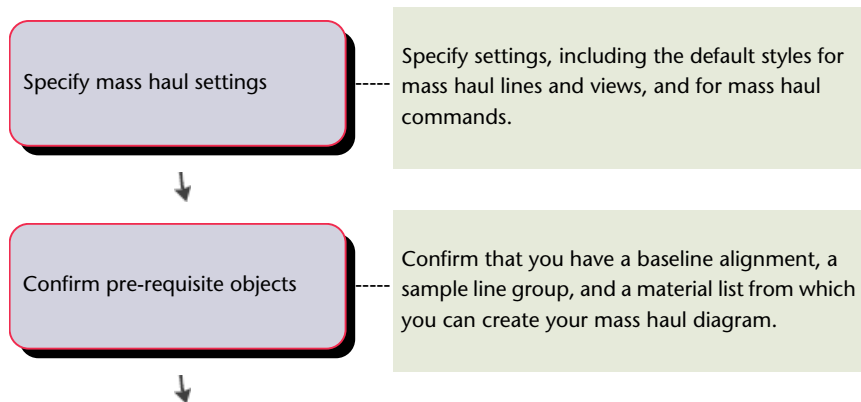 Specify mass haul settings
Specify settings, including the default styles for
mass haul lines and views, and for mass haul
commands.
Confirm pre-requisite objects
Confirm that you have a baseline alignment, a
sample line group, and a material list from which
you can create your mass haul diagram.